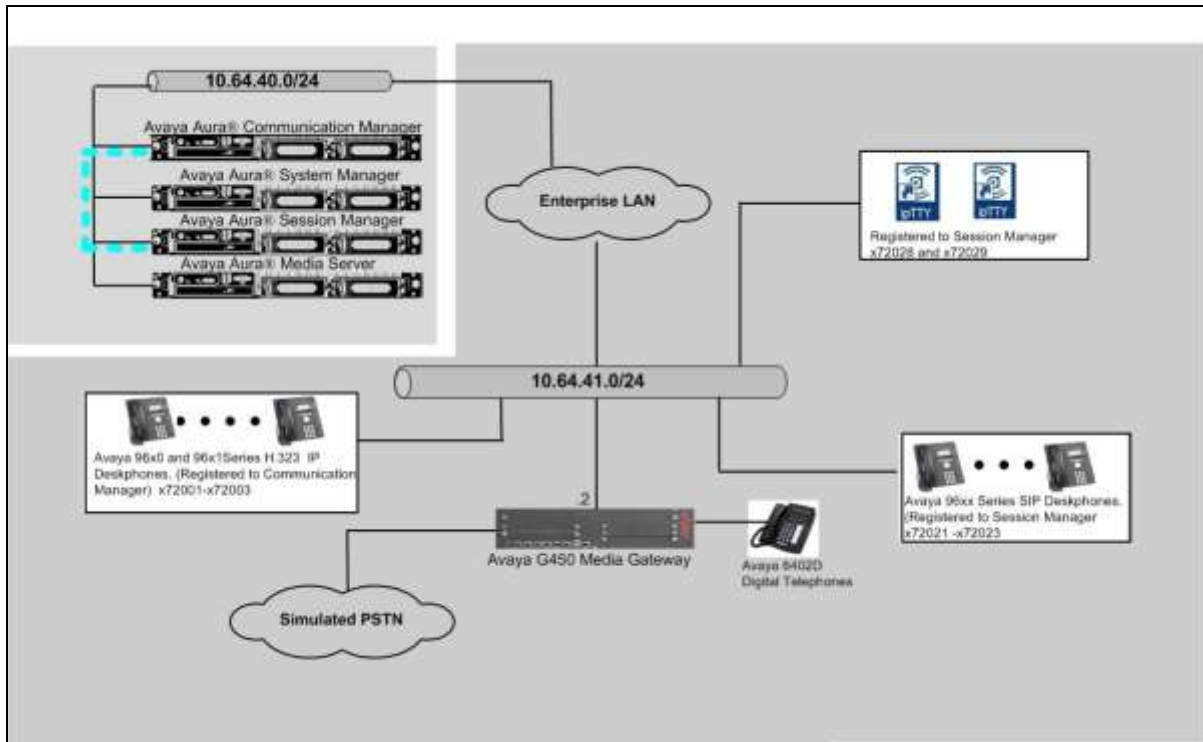 10.64.40.0/24
Avaya Aura® Communication Manager
Avaya Aura® System Manager
Avaya Aura® Session Manager
Avaya Aura® Media Server
Enterprise LAN
ipTTY
ipTTY
Registered to Session Manager
x72028 and x72029
10.64.41.0/24
Avaya 96x0 and 96x1Series H.323 IP
Deskphones. (Registered to Communication
Manager) x72001-x72003
Avaya 96xx Series SIP Deskphones.
(Registered to Session Manager
x72021 -x72023
2
Avaya G450 Media Gateway
Avaya 6402D
Digital Telephones
Simulated PSTN